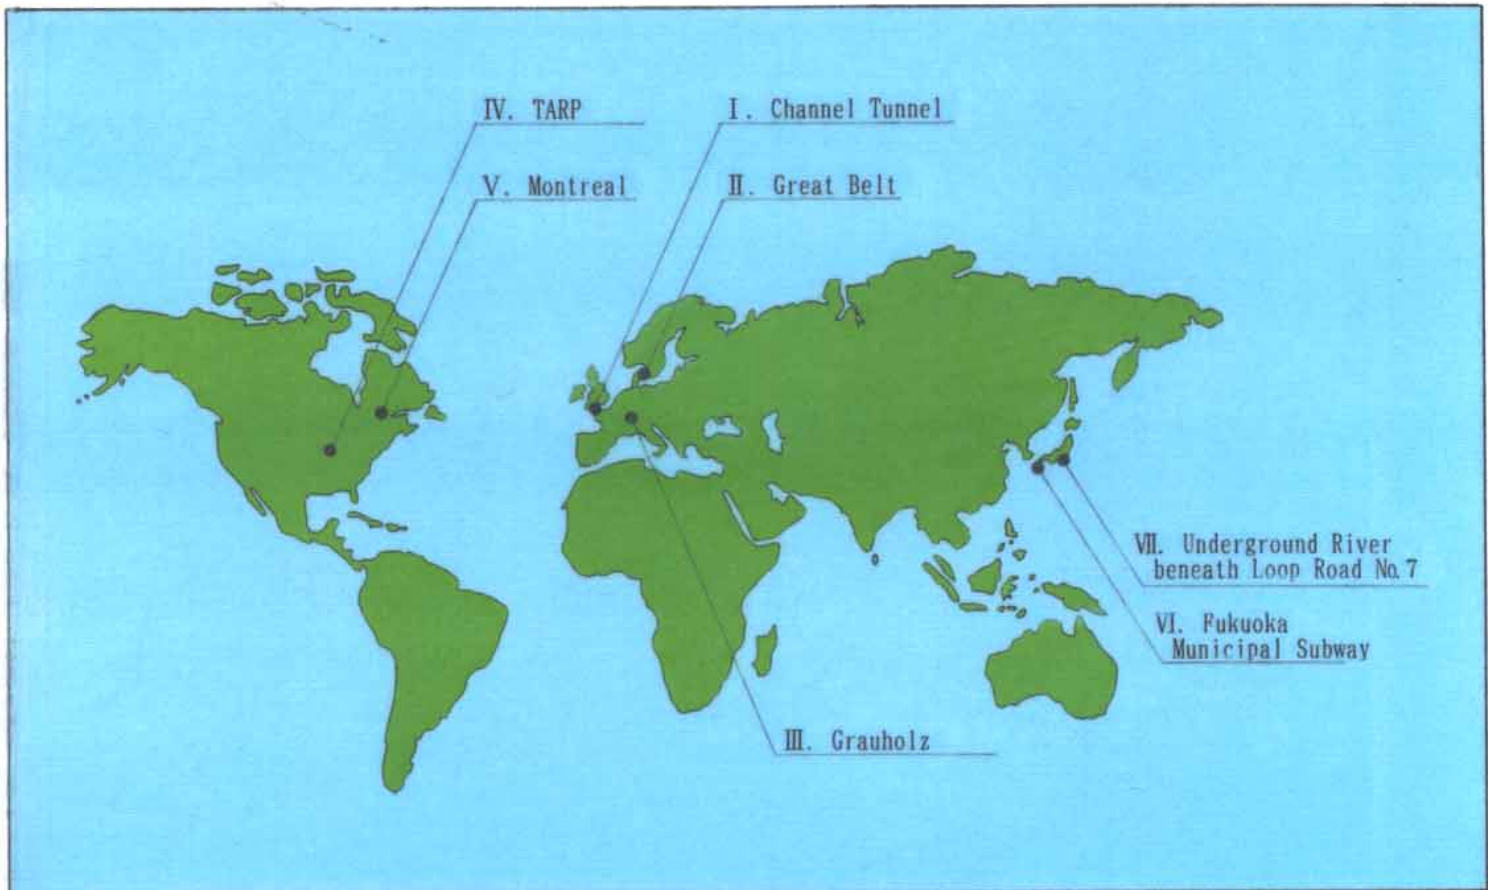 IV. TARP
I. Channel Tunnel
V. Montreal
II. Great Belt
VII. Underground River
beneath Loop Road No.7
VI. Fukuoka
Municipal Subway
III. Grauholz